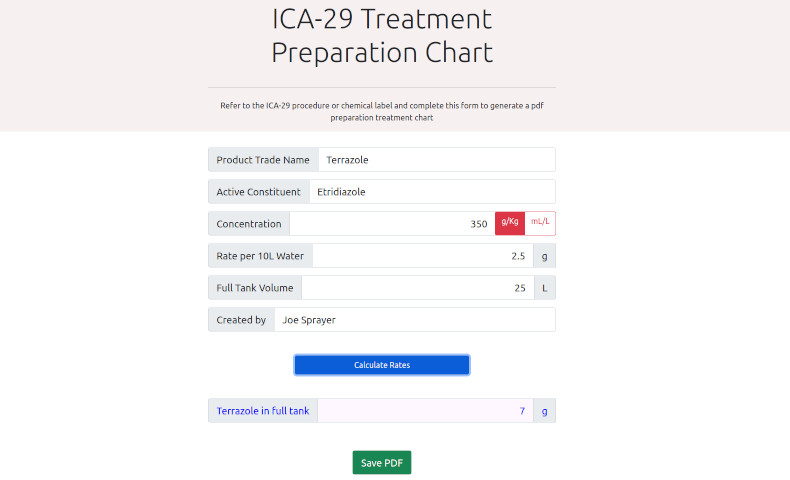 ICA-29 Treatment
Preparation Chart
Refer to the ICA-29 procedure or chemical label and complete this form to generate a pdf
preparation treatment chart
Product Trade Name Terrazole
Active Constituent Etridiazole
Concentration 350 g/Kg mL/L
Rate per 10L Water 2.5 g
Full Tank Volume 25 L
Created by Joe Sprayer
Calculate Rates
Terrazole in full tank 7 g
Save PDF